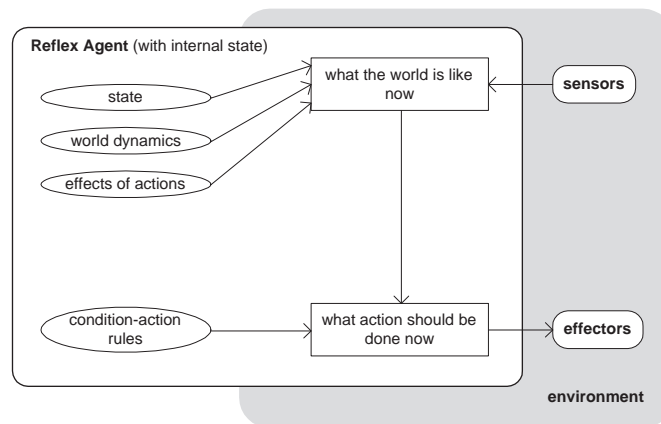 Reflex Agent (with internal state)
what the world is like
now
sensors
state
world dynamics
effects of actions
condition-action
rules
what action should be
done now
effectors
environment